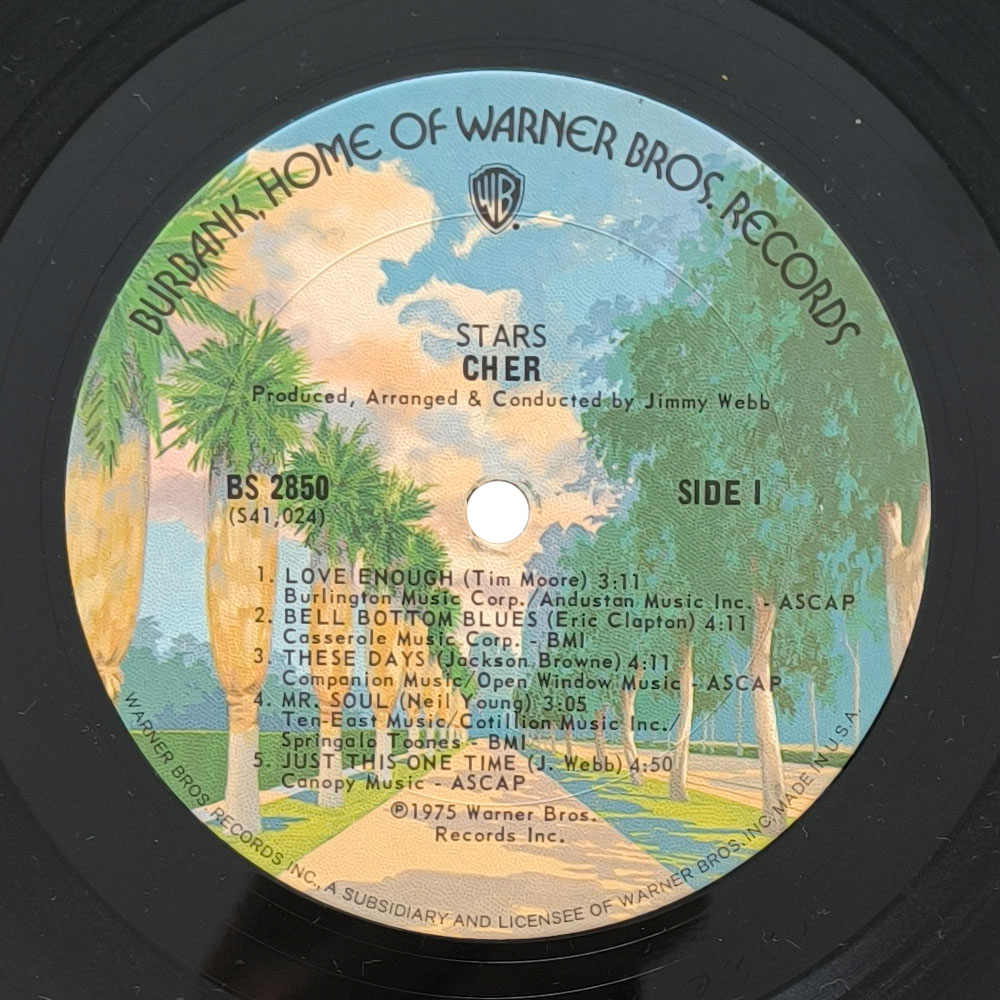 BURBANK, HOME OF WARNER BROS. RECORDS
WB
STARS
CHER
Produced, Arranged & Conducted by Jimmy Webb
BS 2850
(S41,024)
SIDE I
1. LOVE ENOUGH (Tim Moore) 3:11
Burlington Music Corp./Andustan Music Inc. - ASCAP
2. BELL BOTTOM BLUES (Eric Clapton) 4:11
Casserole Music Corp. - BMI
3. THESE DAYS (Jackson Browne) 4:11
Companion Music/Open Window Music - ASCAP
4. MR. SOUL (Neil Young) 3:05
Ten-East Music/Cotillion Music Inc./
Springalo Toones - BMI
5. JUST THIS ONE TIME (J. Webb) 4:50
Canopy Music - ASCAP
℗1975 Warner Bros.
Records Inc.
WARNER BROS. RECORDS INC., A SUBSIDIARY AND LICENSEE OF WARNER BROS. INC. MADE IN U.S.A.